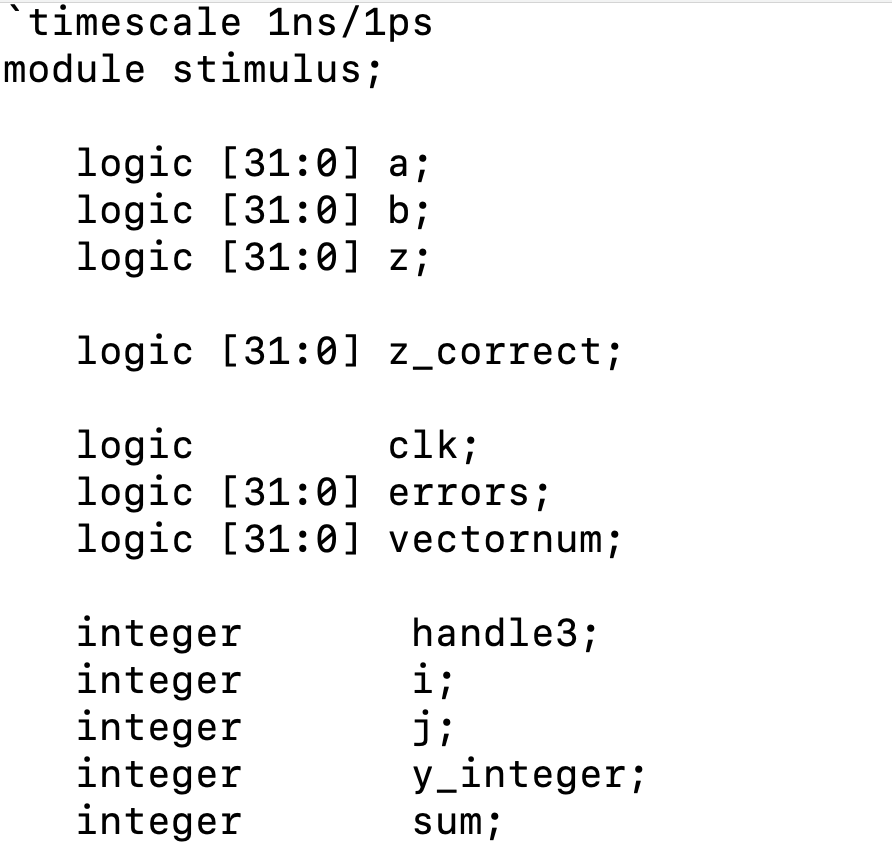 `timescale 1ns/1ps
module stimulus;
logic [31:0] a;
logic [31:0] b;
logic [31:0] z;
logic [31:0] z_correct;
logic clk;
logic [31:0] errors;
logic [31:0] vectornum;
integer handle3;
integer i;
integer j;
integer y_integer;
integer sum;